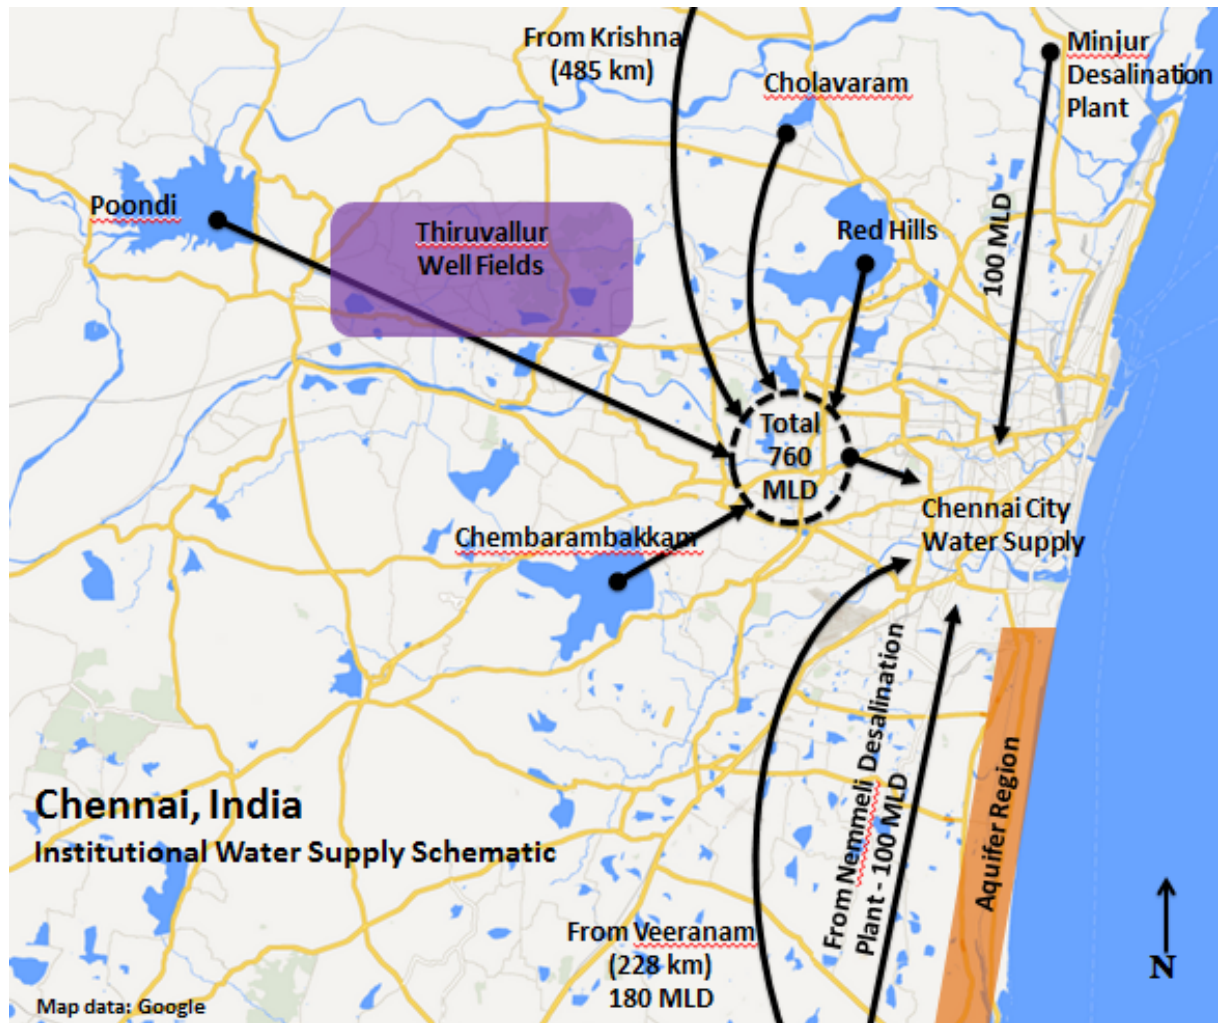 From Krishna
(485 km)
Minjur
Desalination
Plant
Cholavaram
Poondi
Thiruvallur
Well Fields
Red Hills
100 MLD
Total
760
MLD
Chembarambakkam
Chennai City
Water Supply
From Nemmeli Desalination
Plant - 100 MLD
Aquifer Region
Chennai, India
Institutional Water Supply Schematic
From Veeranam
(228 km)
180 MLD
N
Map data: Google